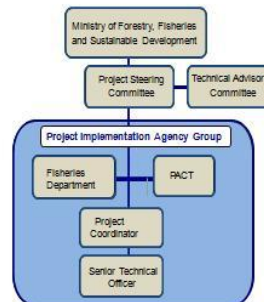 Ministry of Forestry, Fisheries
and Sustainable Development
Project Steering
Committee
Technical Advisor
Committee
Project Implementation Agency Group
Fisheries
Department
PACT
Project
Coordinator
Senior Technical
Officer